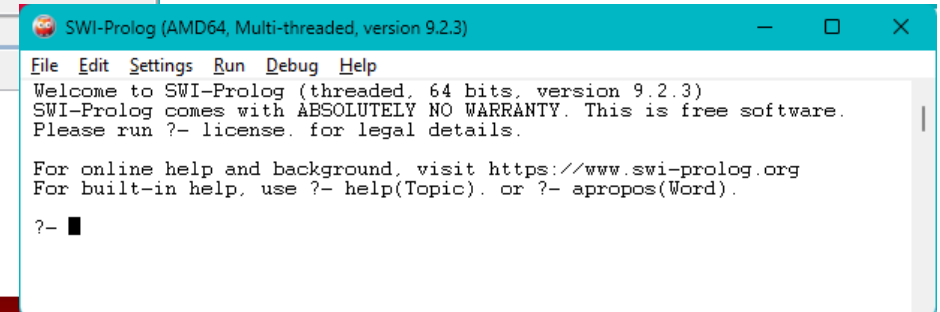 SWI-Prolog (AMD64, Multi-threaded, version 9.2.3)
File Edit Settings Run Debug Help
Welcome to SWI-Prolog (threaded, 64 bits, version 9.2.3)
SWI-Prolog comes with ABSOLUTELY NO WARRANTY. This is free software.
Please run ?- license. for legal details.
For online help and background, visit https://www.swi-prolog.org
For built-in help, use ?- help(Topic). or ?- apropos(Word).
?-